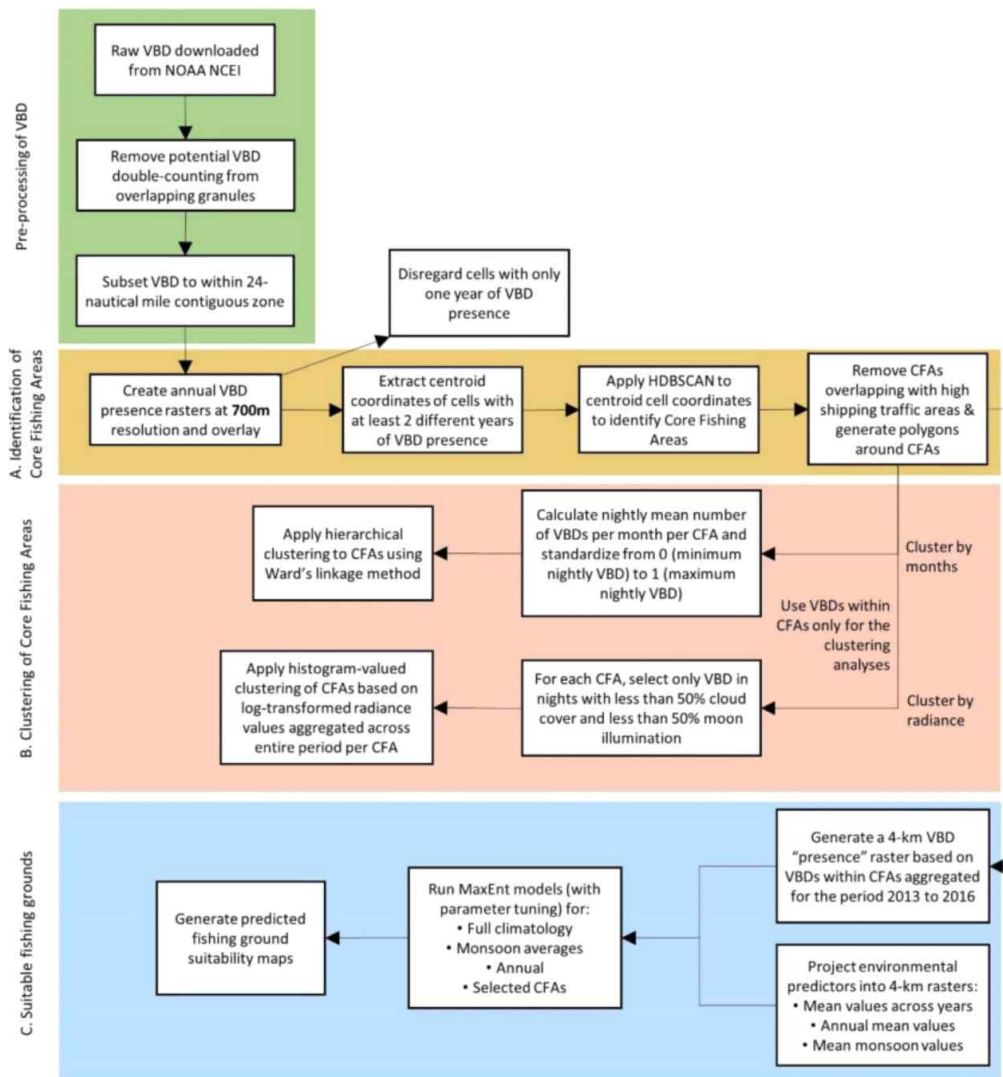 Pre-processing of VBD
Raw VBD downloaded
from NOAA NCEI
Remove potential VBD
double-counting from
overlapping granules
Subset VBD to within 24-
nautical mile contiguous zone
Disregard cells with only
one year of VBD
presence
A. Identification of
Core Fishing Areas
Create annual VBD
presence rasters at 700m
resolution and overlay
Extract centroid
coordinates of cells with
at least 2 different years
of VBD presence
Apply HDBSCAN to
centroid cell coordinates
to identify Core Fishing
Areas
Remove CFAs
overlapping with high
shipping traffic areas &
generate polygons
around CFAs
B. Clustering of Core Fishing Areas
Apply hierarchical
clustering to CFAs using
Ward's linkage method
Calculate nightly mean number
of VBDs per month per CFA and
standardize from 0 (minimum
nightly VBD) to 1 (maximum
nightly VBD)
Cluster by
months
Use VBDs within
CFAs only for the
clustering
analyses
Apply histogram-valued
clustering of CFAs based on
log-transformed radiance
values aggregated across
entire period per CFA
For each CFA, select only VBD in
nights with less than 50% cloud
cover and less than 50% moon
illumination
Cluster by
radiance
C. Suitable fishing grounds
Generate predicted
fishing ground
suitability maps
Run MaxEnt models (with
parameter tuning) for:
• Full climatology
• Monsoon averages
• Annual
• Selected CFAs
Generate a 4-km VBD
"presence" raster based on
VBDs within CFAs aggregated
for the period 2013 to 2016
Project environmental
predictors into 4-km rasters:
• Mean values across years
• Annual mean values
• Mean monsoon values